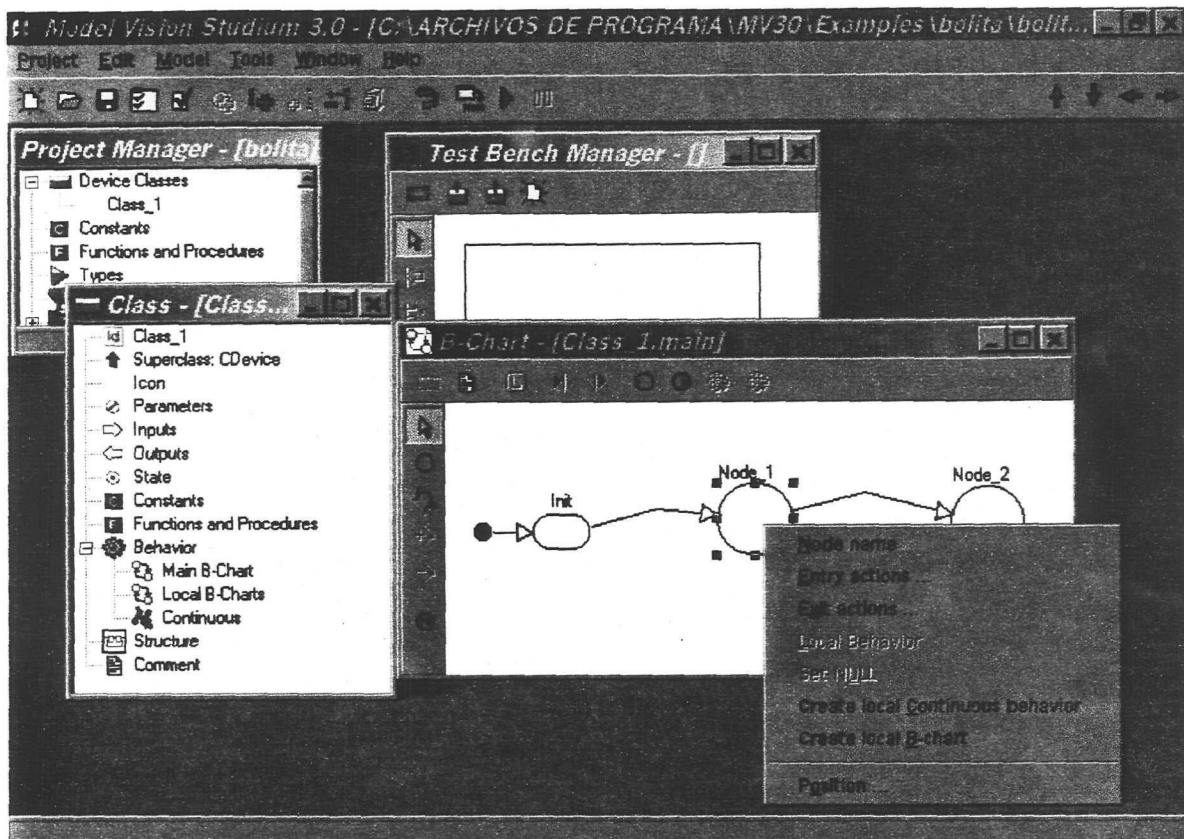 Model Vision Studium 3.0 - [C:\ARCHIVOS DE PROGRAMA\MV30\Examples\bolita\bolit...
Project Edit Model Tools Window Help
Project Manager - [bolita]
Device Classes
Class_1
Constants
Functions and Procedures
Types
Test Bench Manager - []
Class - [Class...
Class_1
Superclass: CDevice
Icon
Parameters
Inputs
Outputs
State
Constants
Functions and Procedures
Behavior
Main B-Chart
Local B-Charts
Continuous
Structure
Comment
B-Chart - [Class_1.main]
Init
Node_1
Node_2
Node name
Entry actions
Exit actions...
Local Behavior
Set NULL
Create local Continuous behavior
Create local B-chart
Position ...